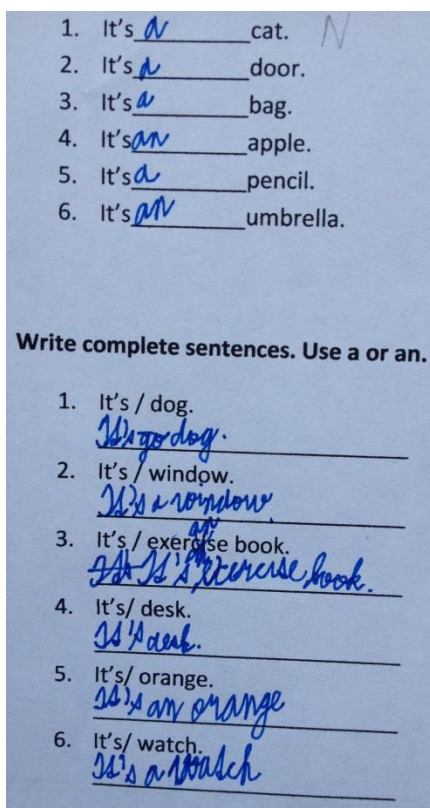 1. It's a cat. N
2. It's a door.
3. It's a bag.
4. It's an apple.
5. It's a pencil.
6. It's an umbrella.
Write complete sentences. Use a or an.
1. It's / dog.
It's dog.
2. It's / window.
It's a window
3. It's / exercise book.
an
It's exercise book.
4. It's/ desk.
It's desk.
5. It's/ orange.
It's an orange
6. It's/ watch.
It's a watch